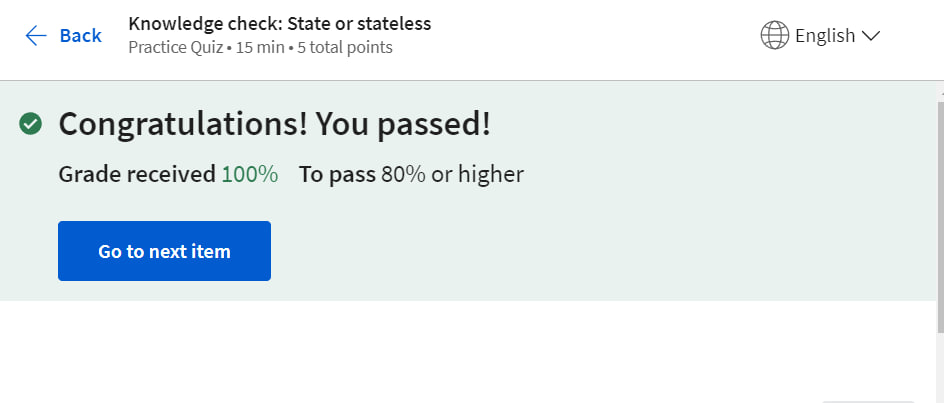 Back
Knowledge check: State or stateless
Practice Quiz • 15 min • 5 total points
English
Congratulations! You passed!
Grade received 100% To pass 80% or higher
Go to next item